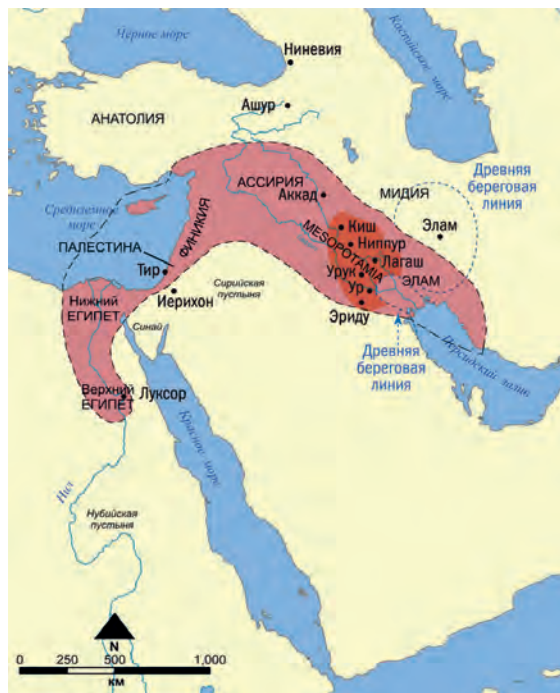 Чёрное море
Каспийское море
Ниневия
Ашур
АНАТОЛИЯ
Древняя
береговая
линия
АССИРИЯ
Аккад
МИДИЯ
Средиземное
море
ФИНИКИЯ
Киш
Элам
MESOPOTAMIA
Ниппур
ПАЛЕСТИНА
Лагаш
Тир
Урук
ЭЛАМ
Сирийская
пустыня
Ур
Нижний
ЕГИПЕТ
Иерихон
Эриду
Синай
Древняя
береговая
линия
Персидский залив
Верхний
ЕГИПЕТ
Луксор
Красное море
Нил
Нубийская
пустыня
N
0 250 500 1,000
км